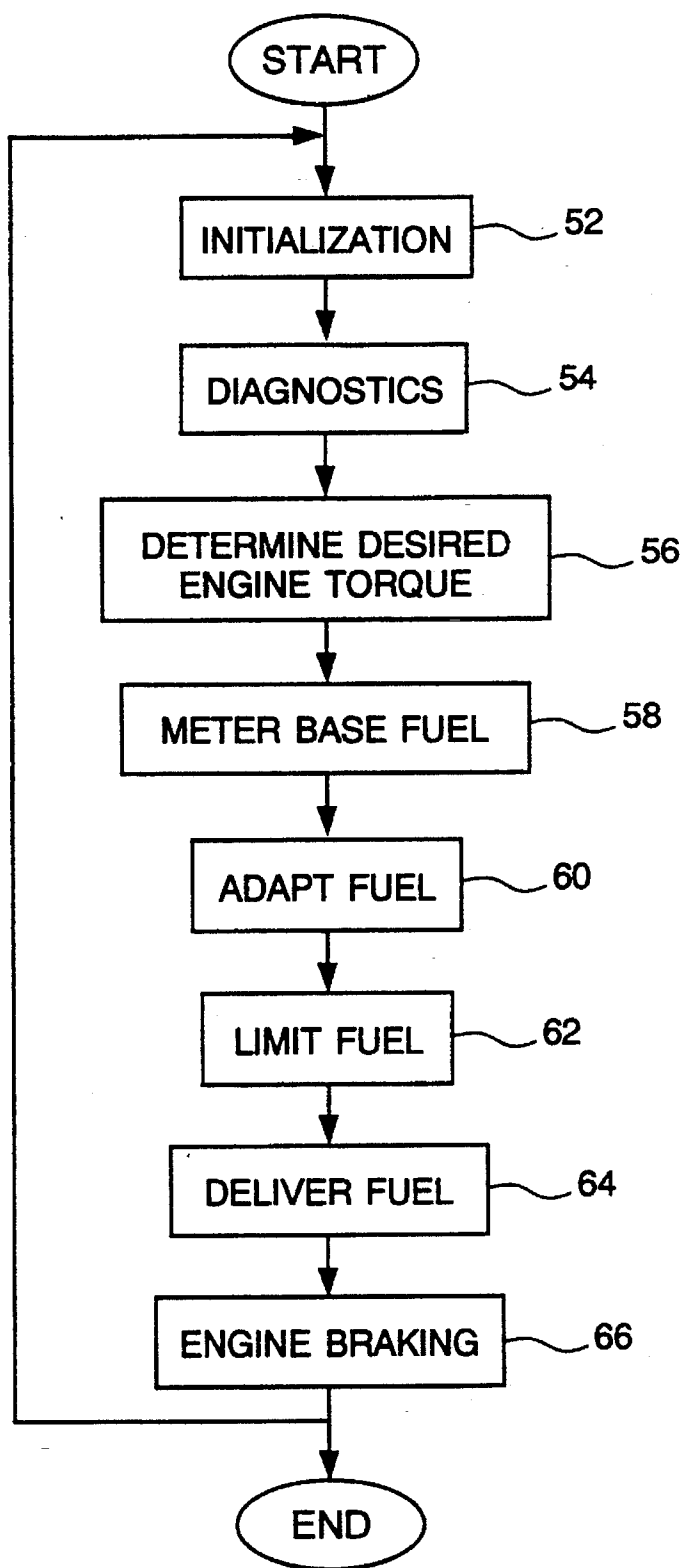 START
INITIALIZATION
52
DIAGNOSTICS
54
DETERMINE DESIRED
ENGINE TORQUE
56
METER BASE FUEL
58
ADAPT FUEL
60
LIMIT FUEL
62
DELIVER FUEL
64
ENGINE BRAKING
66
END